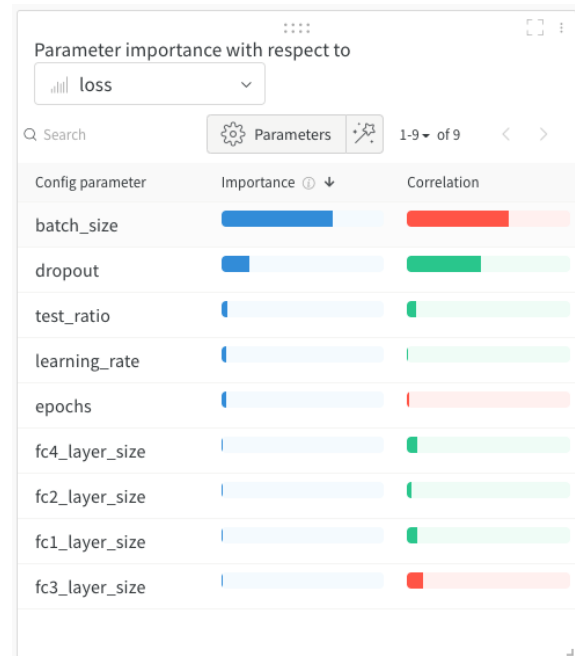 Parameter importance with respect to
loss
Search
Parameters
1-9 of 9
Config parameter Importance Correlation
batch_size
dropout
test_ratio
learning_rate
epochs
fc4_layer_size
fc2_layer_size
fc1_layer_size
fc3_layer_size